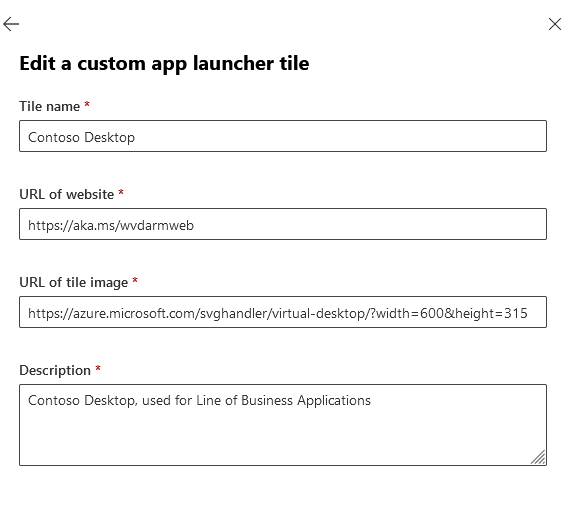 Edit a custom app launcher tile
Tile name *
Contoso Desktop
URL of website *
https://aka.ms/wvdarmweb
URL of tile image *
https://azure.microsoft.com/svghandler/virtual-desktop/?width=600&height=315
Description *
Contoso Desktop, used for Line of Business Applications